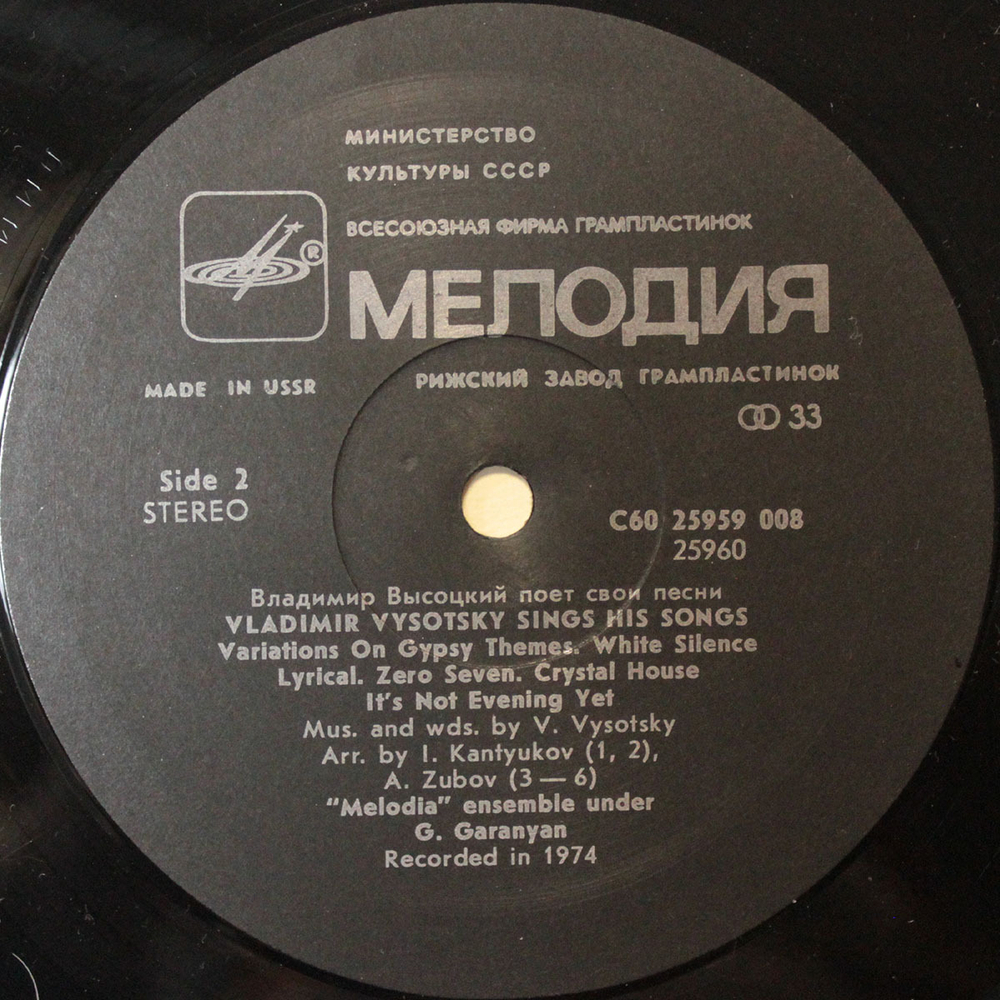 МИНИСТЕРСТВО
КУЛЬТУРЫ СССР
ВСЕСОЮЗНАЯ ФИРМА ГРАМПЛАСТИНОК
®
МЕЛОДИЯ
MADE IN USSR
РИЖСКИЙ ЗАВОД ГРАМПЛАСТИНОК
33
Side 2
STEREO
С60 25959 008
25960
Владимир Высоцкий поет свои песни
VLADIMIR VYSOTSKY SINGS HIS SONGS
Variations On Gypsy Themes. White Silence
Lyrical. Zero Seven. Crystal House
It's Not Evening Yet
Mus. and wds. by V. Vysotsky
Arr. by I. Kantyukov (1, 2),
A. Zubov (3 — 6)
"Melodia" ensemble under
G. Garanyan
Recorded in 1974